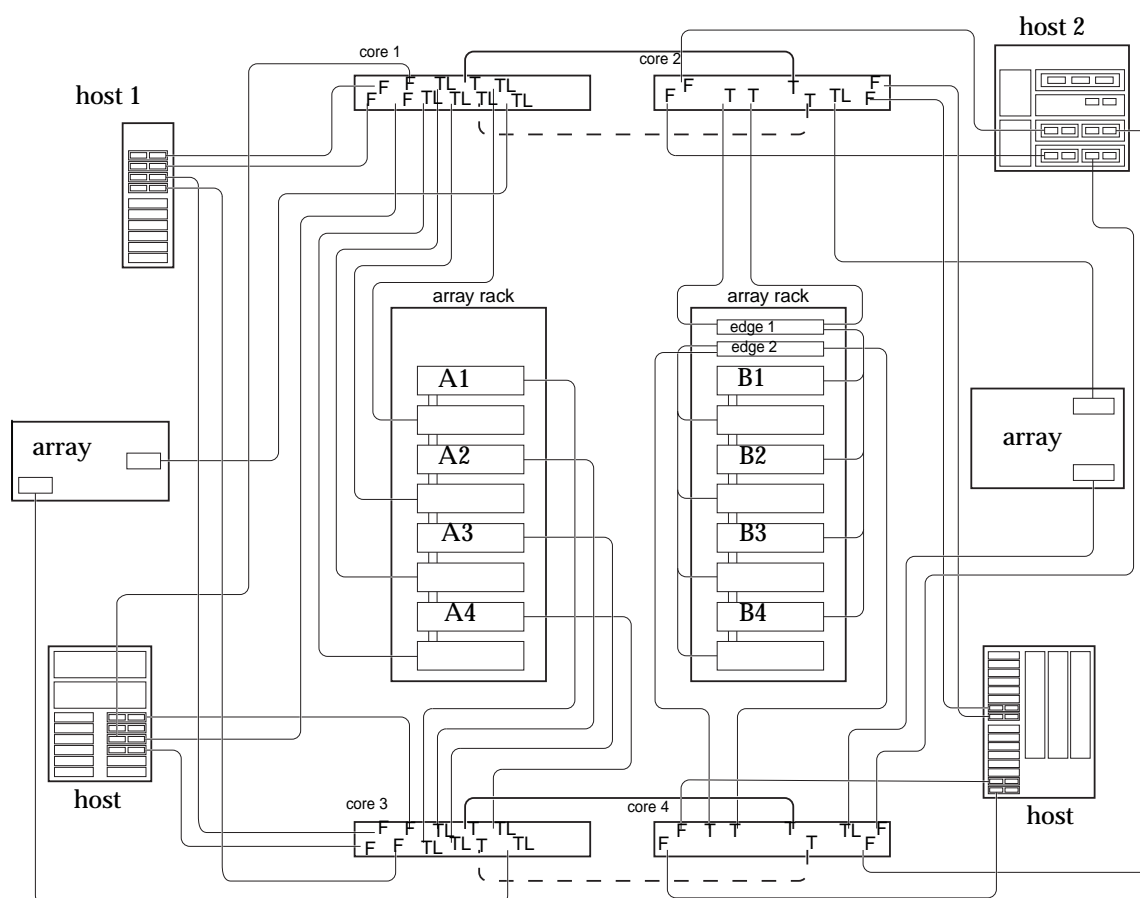 host 2
core 1
core 2
F F T TL T TL
F F TL TL TL TL
F T F
F T T T TL F
host 1
array rack
array rack
edge 1
edge 2
A1
B1
array
A2
B2
array
A3
B3
A4
B4
host
host
core 3
core 4
F F TL T TL
F F TL TL T TL
F T T T TL F
F T F